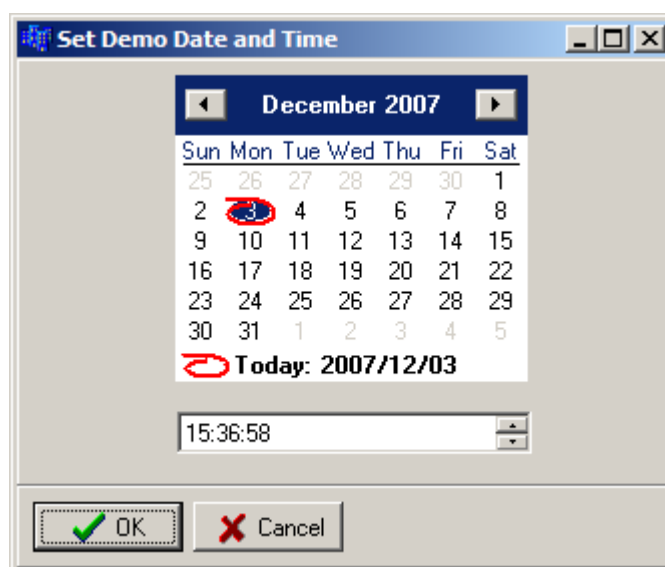 Set Demo Date and Time
December 2007
Sun Mon Tue Wed Thu Fri Sat
25 26 27 28 29 30 1
2 3 4 5 6 7 8
9 10 11 12 13 14 15
16 17 18 19 20 21 22
23 24 25 26 27 28 29
30 31 1 2 3 4 5
Today: 2007/12/03
15:36:58
OK Cancel